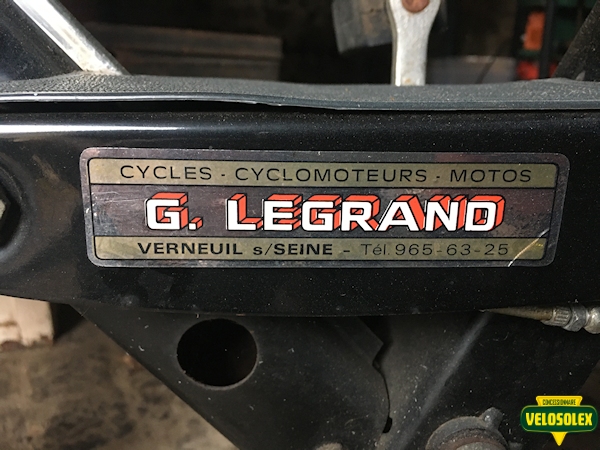 CYCLES - CYCLOMOTEURS - MOTOS
G. LEGRAND
VERNEUIL s/SEINE - Tél. 965-63-25
CONCESSIONNAIRE
VELOSOLEX